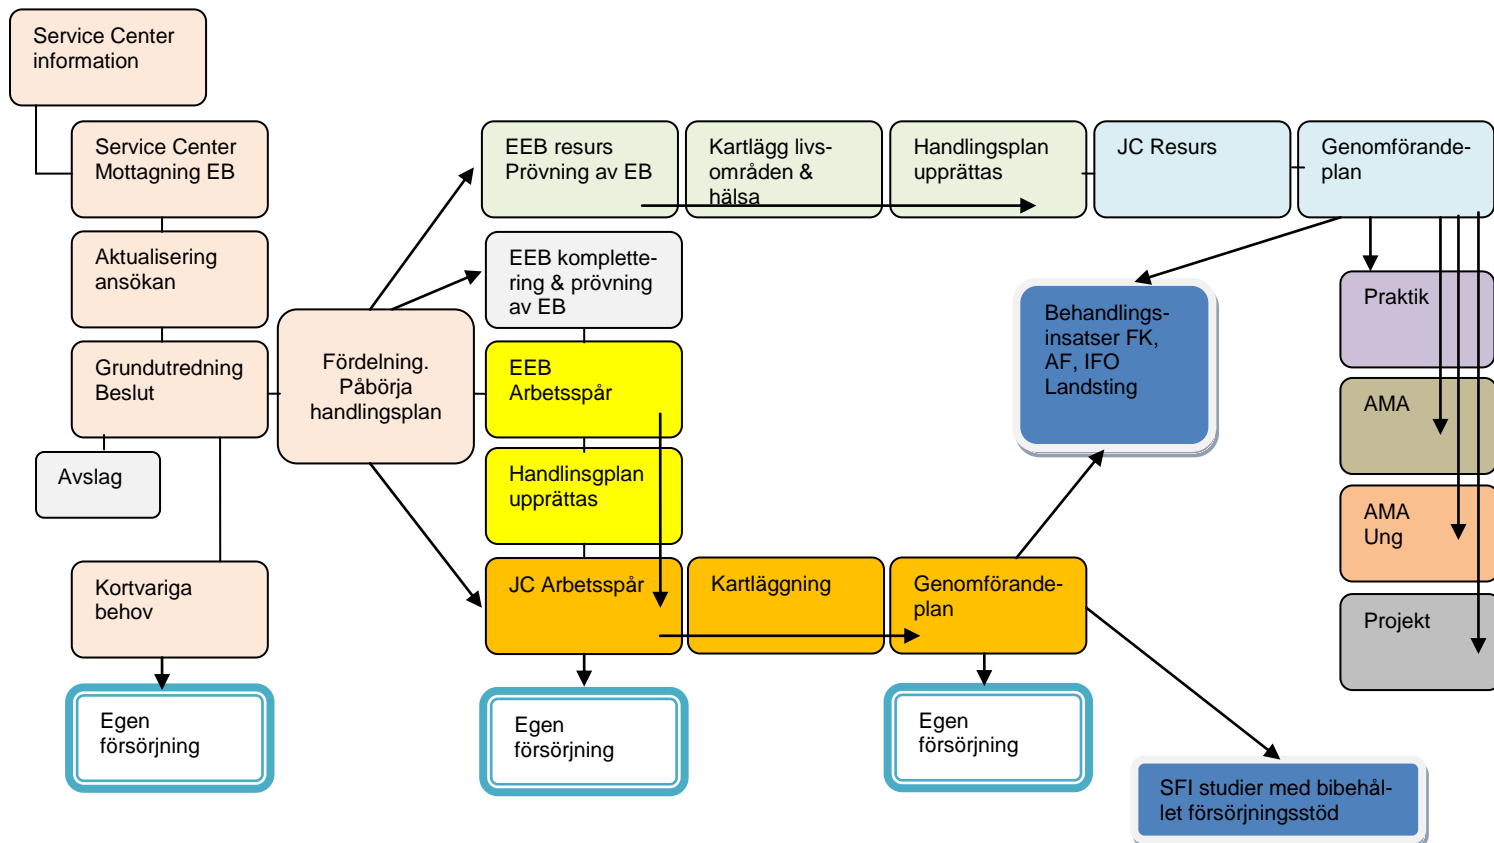 Service Center
information
Service Center
Mottagning EB
Aktualisering
ansökan
Grundutredning
Beslut
Avslag
Kortvariga
behov
Egen
försörjning
Fördelning.
Påbörja
handlingsplan
EEB resurs
Prövning av EB
Kartlägg livs-
områden &
hälsa
Handlingsplan
upprättas
JC Resurs
Genomförande-
plan
EEB komplette-
ring & prövning
av EB
EEB
Arbetsspår
Handlinsgplan
upprättas
JC Arbetsspår
Kartläggning
Genomförande-
plan
Egen
försörjning
Egen
försörjning
Behandlings-
insatser FK,
AF, IFO
Landsting
Praktik
AMA
AMA
Ung
Projekt
SFI studier med bibehål-
let försörjningsstöd